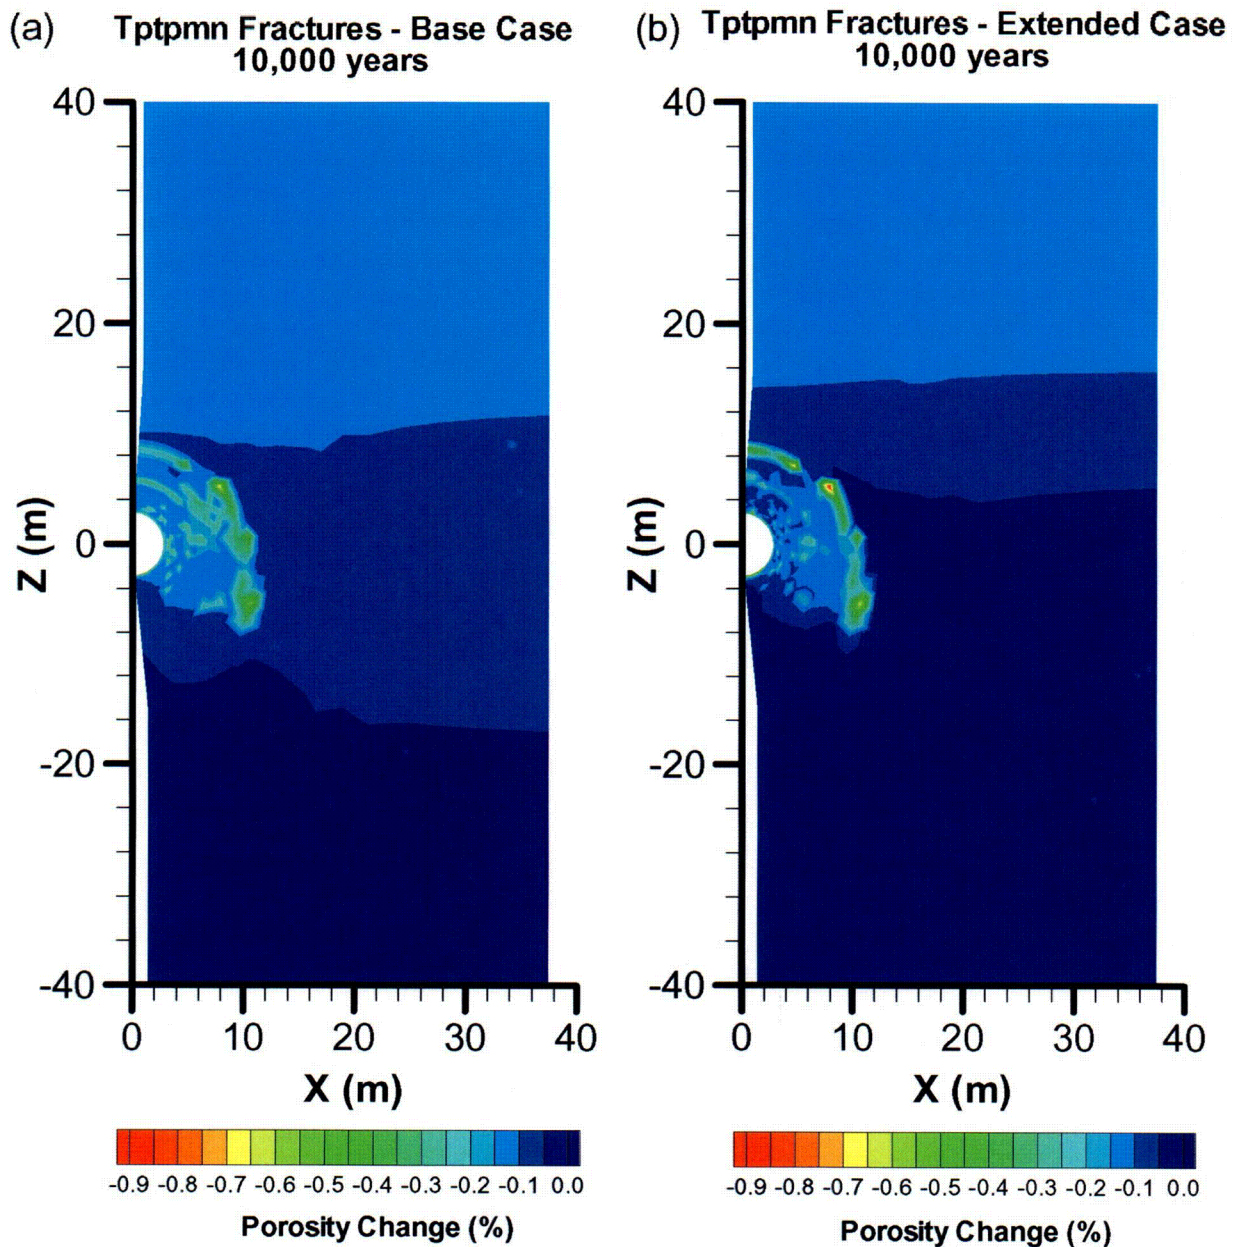 (a) Tptpmn Fractures - Base Case
10,000 years
(b) Tptpmn Fractures - Extended Case
10,000 years
40
20
0
-20
-40
Z (m)
0 10 20 30 40
X (m)
-0.9 -0.8 -0.7 -0.6 -0.5 -0.4 -0.3 -0.2 -0.1 0.0
Porosity Change (%)
40
20
0
-20
-40
Z (m)
0 10 20 30 40
X (m)
-0.9 -0.8 -0.7 -0.6 -0.5 -0.4 -0.3 -0.2 -0.1 0.0
Porosity Change (%)